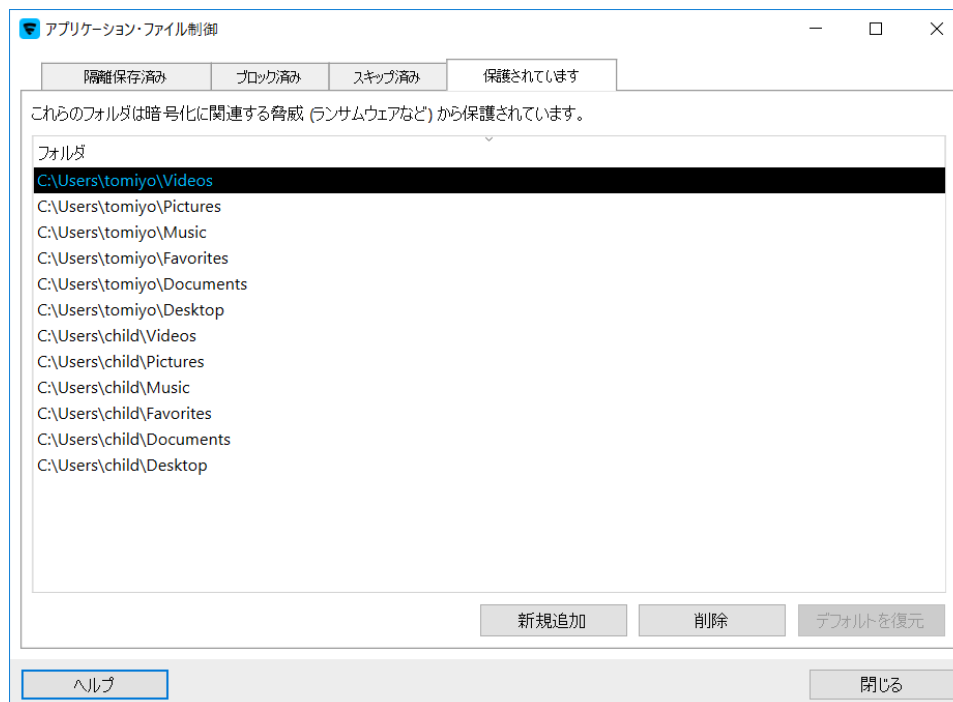 アプリケーション・ファイル制御
隔離保存済み ブロック済み スキップ済み 保護されています
これらのフォルダは暗号化に関連する脅威 (ランサムウェアなど) から保護されています。
フォルダ
C:\Users\tomiyo\Videos
C:\Users\tomiyo\Pictures
C:\Users\tomiyo\Music
C:\Users\tomiyo\Favorites
C:\Users\tomiyo\Documents
C:\Users\tomiyo\Desktop
C:\Users\child\Videos
C:\Users\child\Pictures
C:\Users\child\Music
C:\Users\child\Favorites
C:\Users\child\Documents
C:\Users\child\Desktop
新規追加 削除 デフォルトを復元
ヘルプ 閉じる